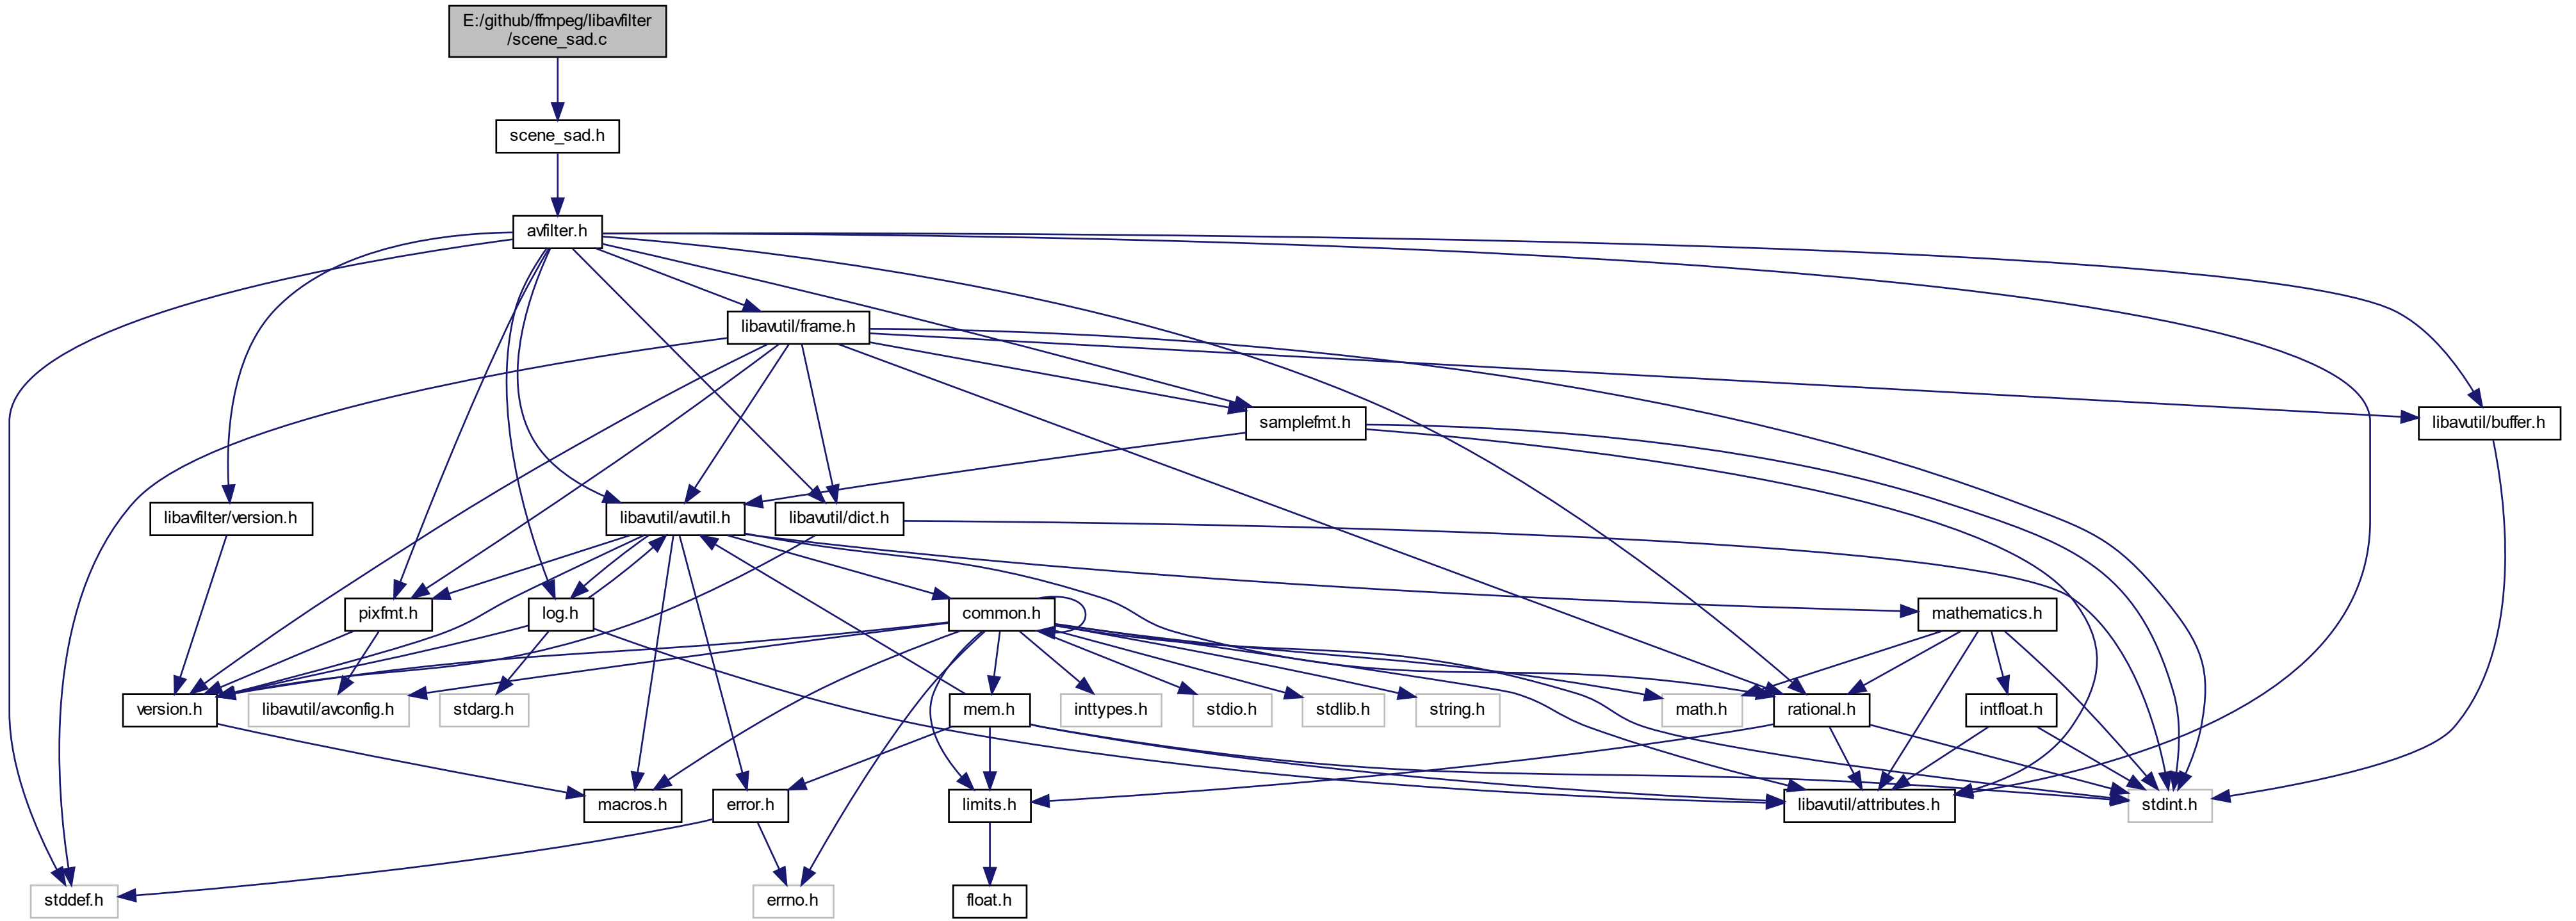 E:/github/ffmpeg/libavfilter
/scene_sad.c
scene_sad.h
avfilter.h
libavutil/frame.h
samplefmt.h
libavutil/buffer.h
libavfilter/version.h
libavutil/avutil.h
libavutil/dict.h
pixfmt.h
log.h
common.h
mathematics.h
version.h
libavutil/avconfig.h
stdarg.h
mem.h
inttypes.h
stdio.h
stdlib.h
string.h
math.h
rational.h
intfloat.h
macros.h
error.h
limits.h
libavutil/attributes.h
stdint.h
stddef.h
errno.h
float.h